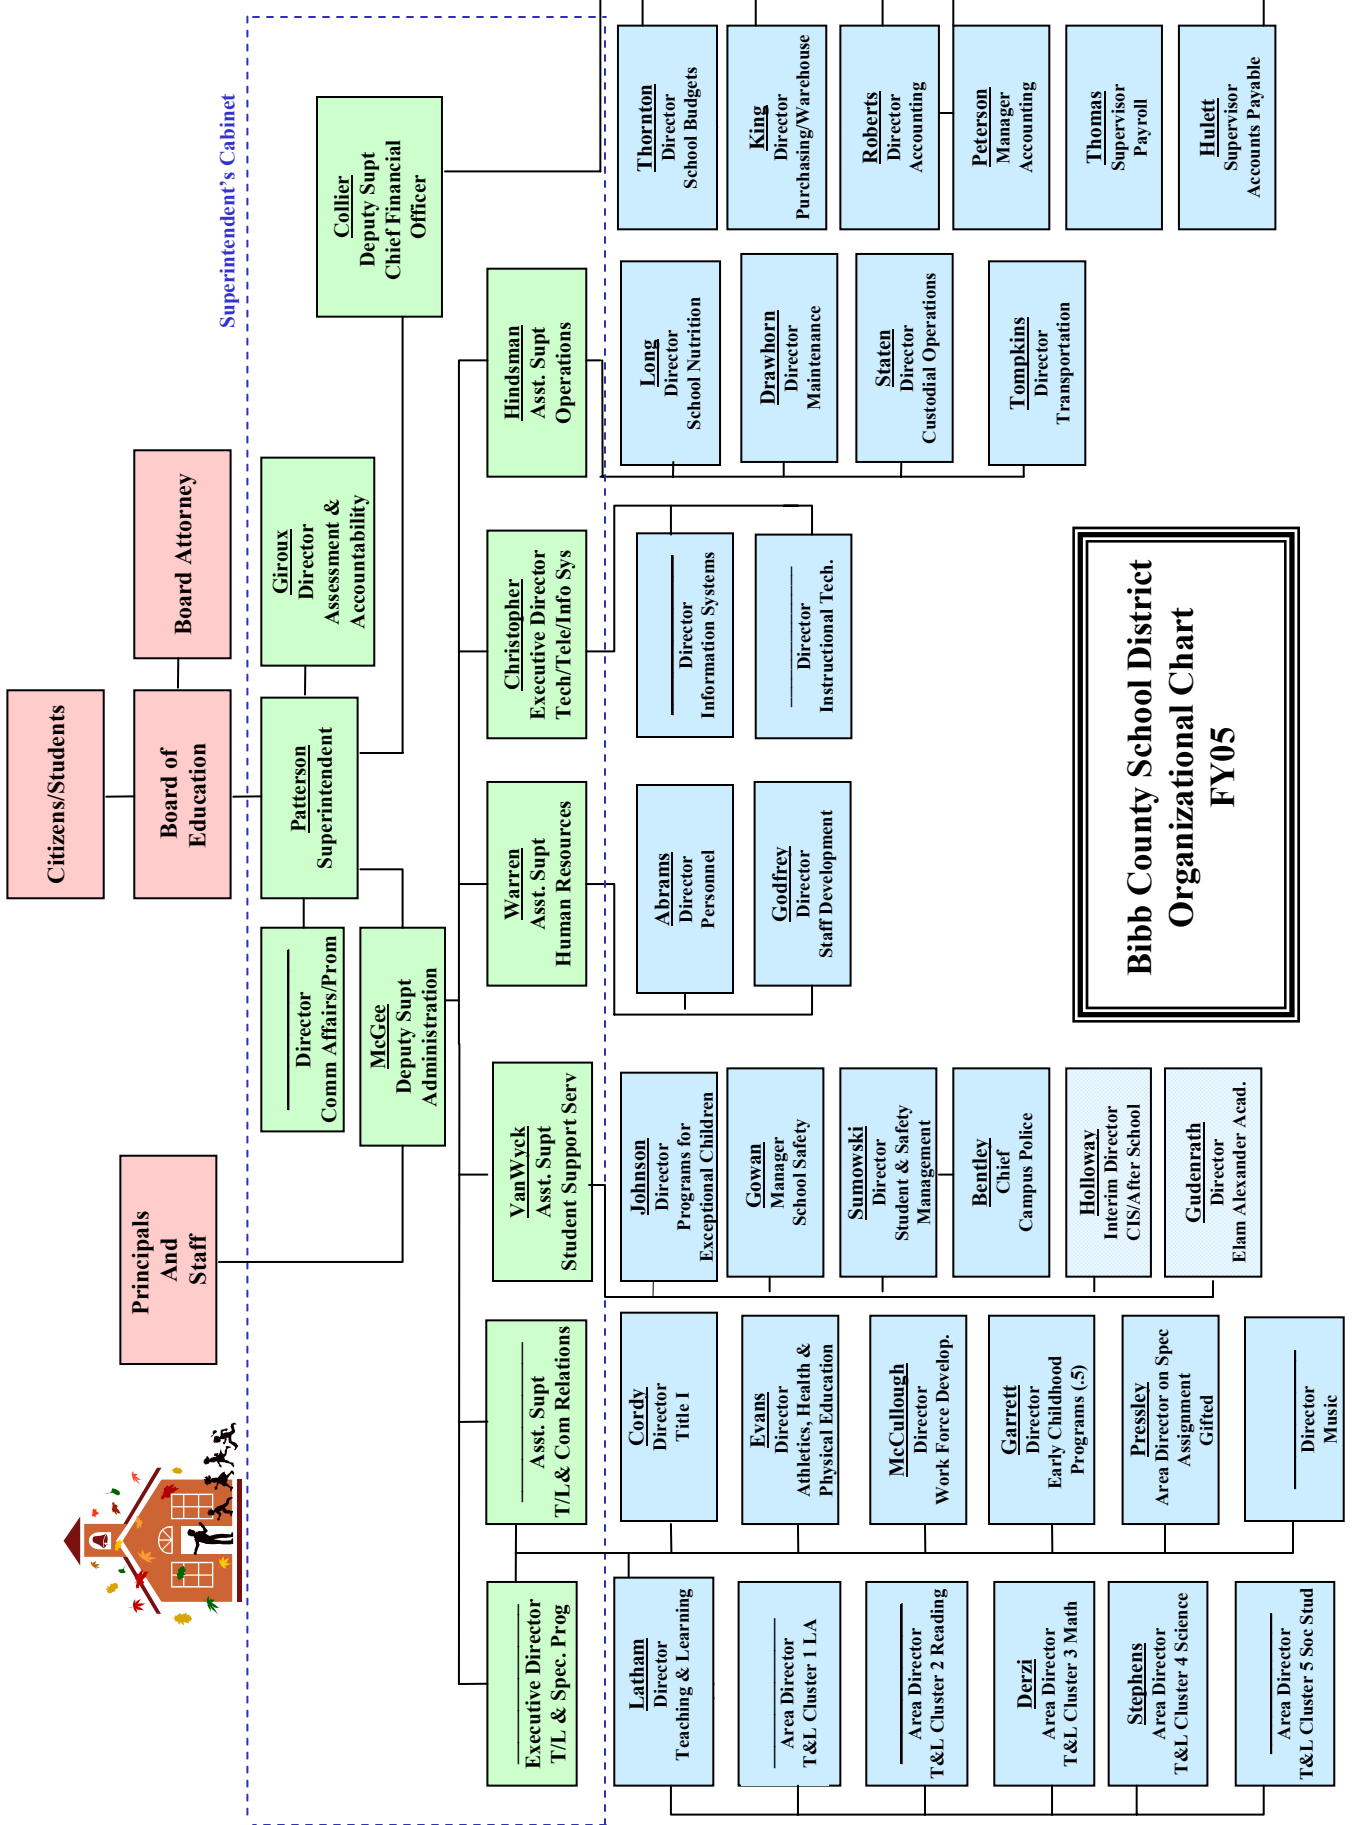 Citizens/Students
Board of
Education
Board Attorney
Principals
And
Staff
Superintendent's Cabinet
Patterson
Superintendent
Giroux
Director
Assessment &
Accountability
Director
Comm Affairs/Prom
McGee
Deputy Supt
Administration
Collier
Deputy Supt
Chief Financial
Officer
Executive Director
T/L & Spec. Prog
Asst. Supt
T/L& Com Relations
VanWyck
Asst. Supt
Student Support Serv
Warren
Asst. Supt
Human Resources
Christopher
Executive Director
Tech/Tele/Info Sys
Hindsman
Asst. Supt
Operations
Latham
Director
Teaching & Learning
Area Director
T&L Cluster 1 LA
Area Director
T&L Cluster 2 Reading
Derzi
Area Director
T&L Cluster 3 Math
Stephens
Area Director
T&L Cluster 4 Science
Area Director
T&L Cluster 5 Soc Stud
Cordy
Director
Title I
Evans
Director
Athletics, Health &
Physical Education
McCullough
Director
Work Force Develop.
Garrett
Director
Early Childhood
Programs (.5)
Pressley
Area Director on Spec
Assignment
Gifted
Director
Music
Johnson
Director
Programs for
Exceptional Children
Gowan
Manager
School Safety
Sumowski
Director
Student & Safety
Management
Bentley
Chief
Campus Police
Holloway
Interim Director
CIS/After School
Gudenrath
Director
Elam Alexander Acad.
Abrams
Director
Personnel
Godfrey
Director
Staff Development
Director
Information Systems
Director
Instructional Tech.
Long
Director
School Nutrition
Drawhorn
Director
Maintenance
Staten
Director
Custodial Operations
Tompkins
Director
Transportation
Thornton
Director
School Budgets
King
Director
Purchasing/Warehouse
Roberts
Director
Accounting
Peterson
Manager
Accounting
Thomas
Supervisor
Payroll
Hulett
Supervisor
Accounts Payable
Bibb County School District
Organizational Chart
FY05